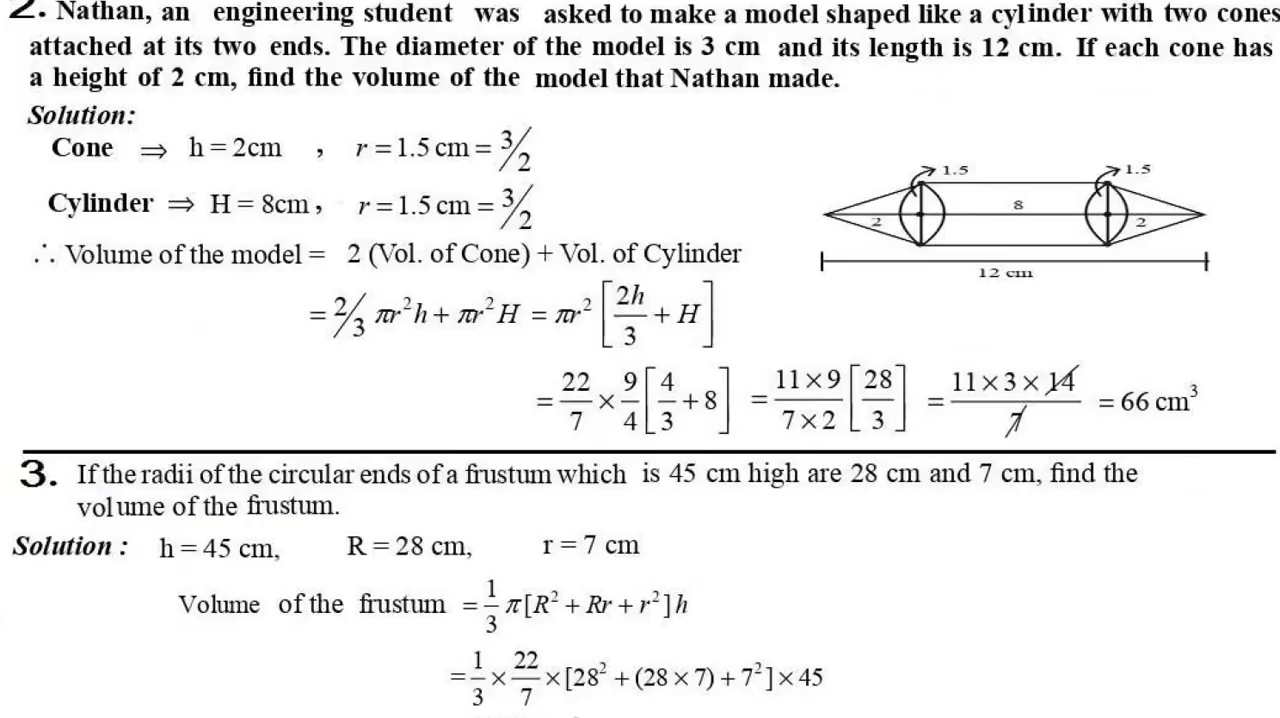 2. Nathan, an engineering student was asked to make a model shaped like a cylinder with two cones
attached at its two ends. The diameter of the model is 3 cm and its length is 12 cm. If each cone has
a height of 2 cm, find the volume of the model that Nathan made.
Solution:
Cone ⇒ h = 2cm , r = 1.5 cm = 3/2
Cylinder ⇒ H = 8cm , r = 1.5 cm = 3/2
1.5 1.5
2 8 2
12 cm
∴ Volume of the model = 2 (Vol. of Cone) + Vol. of Cylinder
= 2/3 πr²h + πr²H = πr² [2h/3 + H]
= 22/7 × 9/4 [4/3 + 8] = 11×9/7×2 [28/3] = 11×3×14/7 = 66 cm³
3. If the radii of the circular ends of a frustum which is 45 cm high are 28 cm and 7 cm, find the
volume of the frustum.
Solution : h = 45 cm, R = 28 cm, r = 7 cm
Volume of the frustum = 1/3 π[R² + Rr + r²] h
= 1/3 × 22/7 × [28² + (28 × 7) + 7²] × 45